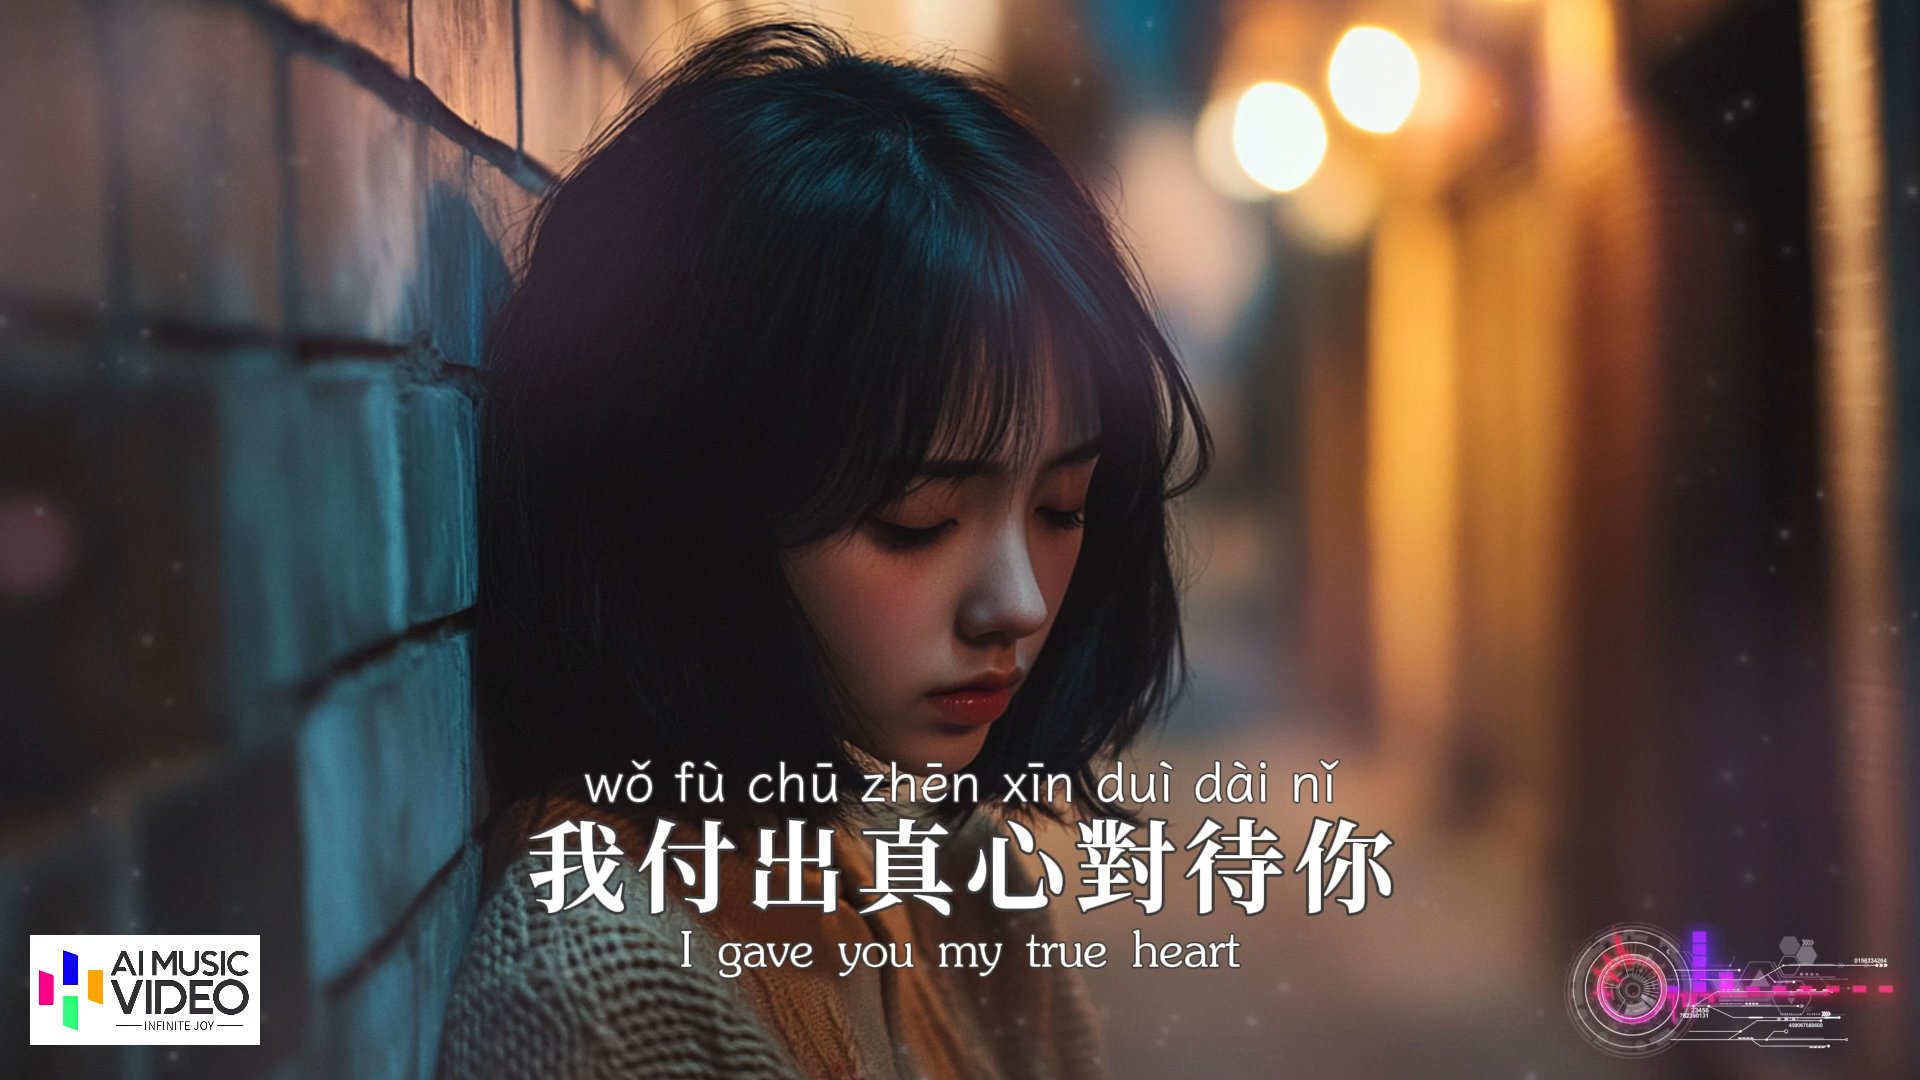 wǒ fù chū zhēn xīn duì dài nǐ
我付出真心對待你
I gave you my true heart
AI MUSIC
VIDEO
INFINITE JOY
0156234264